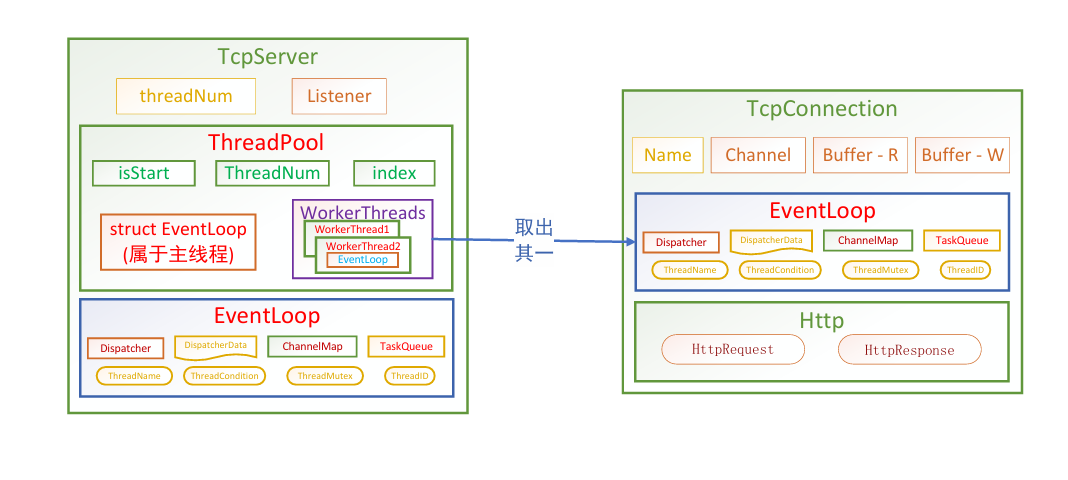 TcpServer
threadNum
Listener
ThreadPool
isStart
ThreadNum
index
struct EventLoop
(属于主线程)
WorkerThreads
WorkerThread1
WorkerThread2
EventLoop
EventLoop
Dispatcher
DispatcherData
ChannelMap
TaskQueue
ThreadName
ThreadCondition
ThreadMutex
ThreadID
取出
其一
TcpConnection
Name
Channel
Buffer - R
Buffer - W
EventLoop
Dispatcher
DispatcherData
ChannelMap
TaskQueue
ThreadName
ThreadCondition
ThreadMutex
ThreadID
Http
HttpRequest
HttpResponse